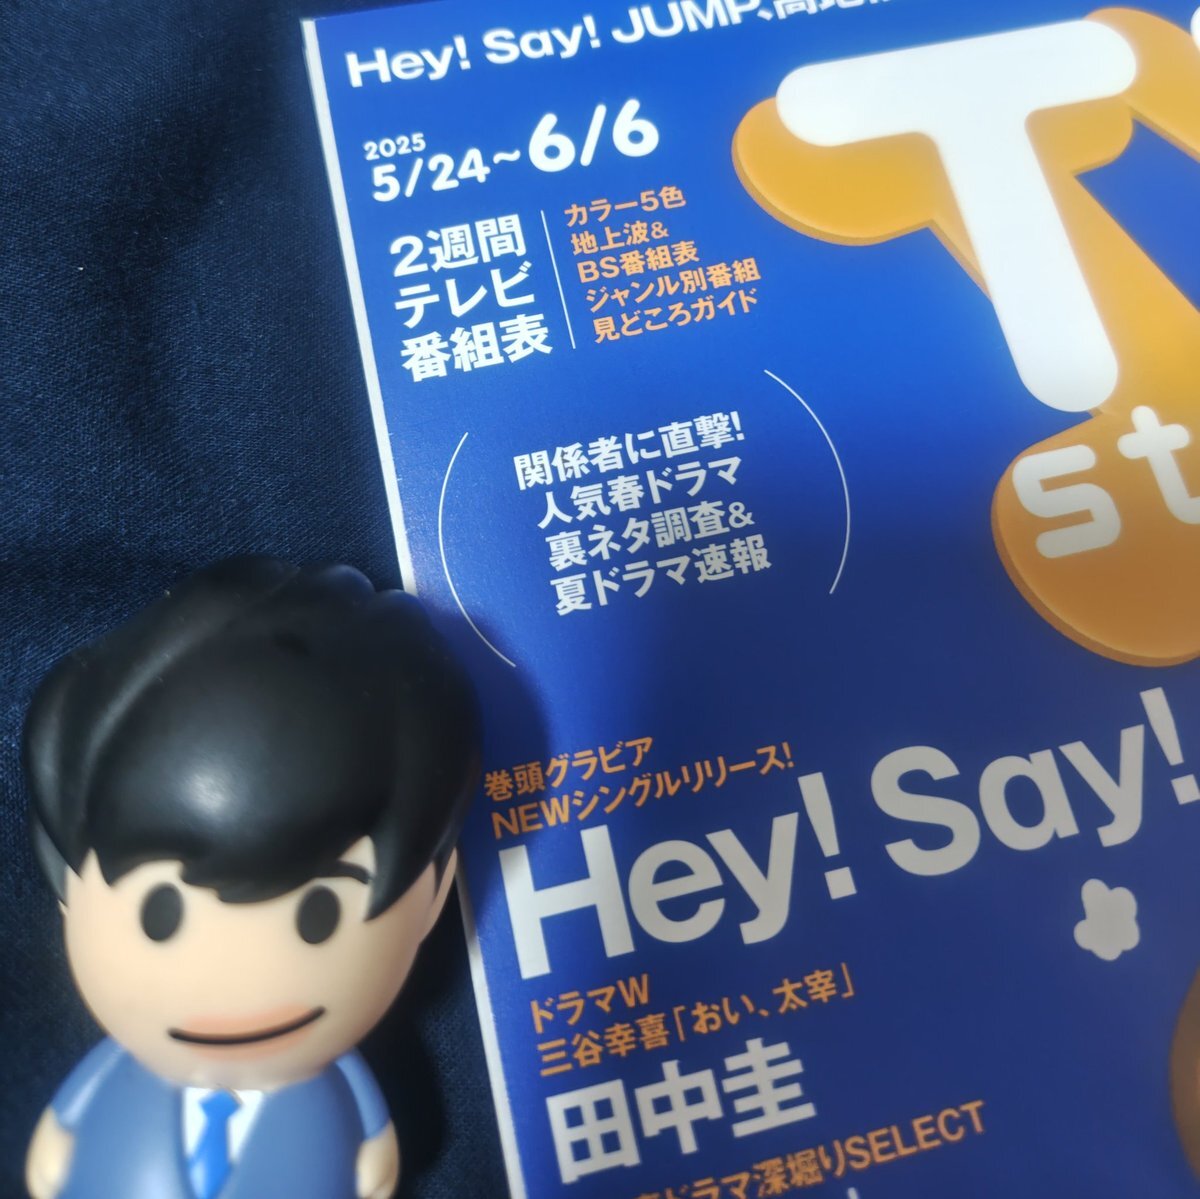 Hey! Say! JUMP、高地
2025
5/24~6/6
2週間
テレビ
番組表
カラー5色
地上波&
BS番組表
ジャンル別番組
見どころガイド
T
st
関係者に直撃!
人気春ドラマ
裏ネタ調査&
夏ドラマ速報
巻頭グラビア
NEWシングルリリース!
Hey! Say!
ドラマW
三谷幸喜「おい、太宰」
田中圭
ドラマ深掘りSELECT